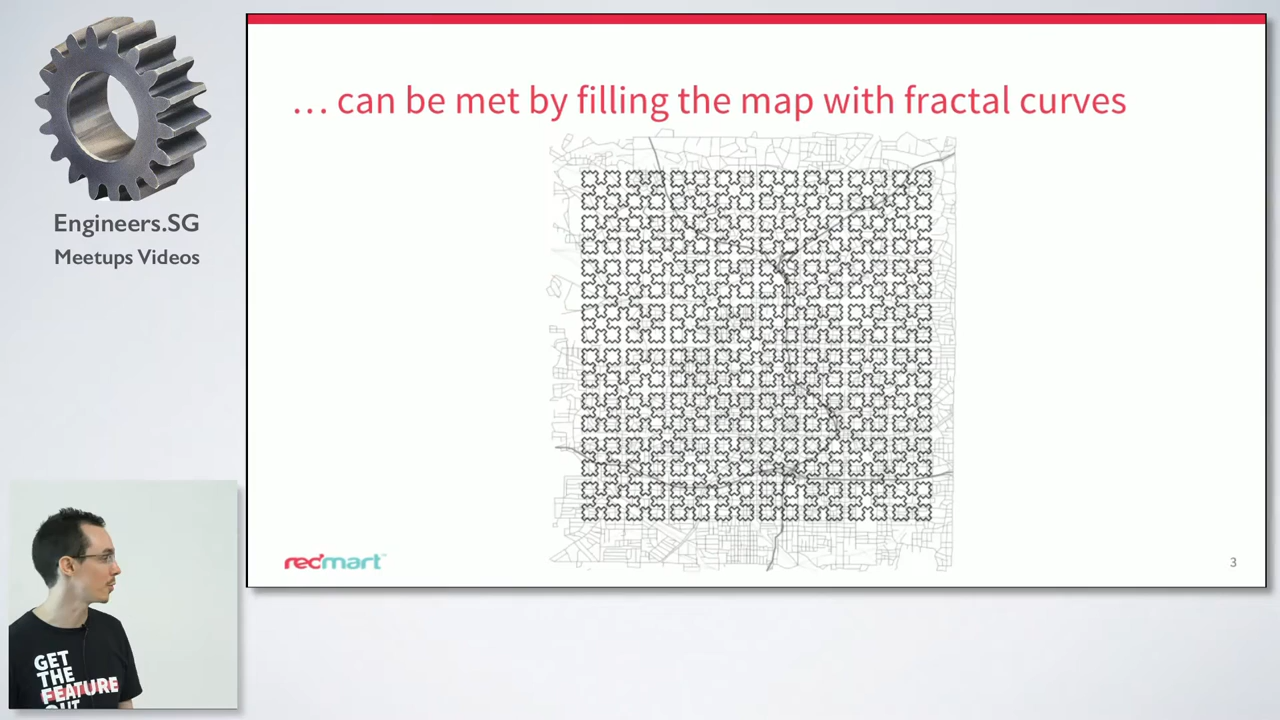 … can be met by filling the map with fractal curves
Engineers.SG
Meetups Videos
redmart
3
GET
THE
FEATURE
OUT